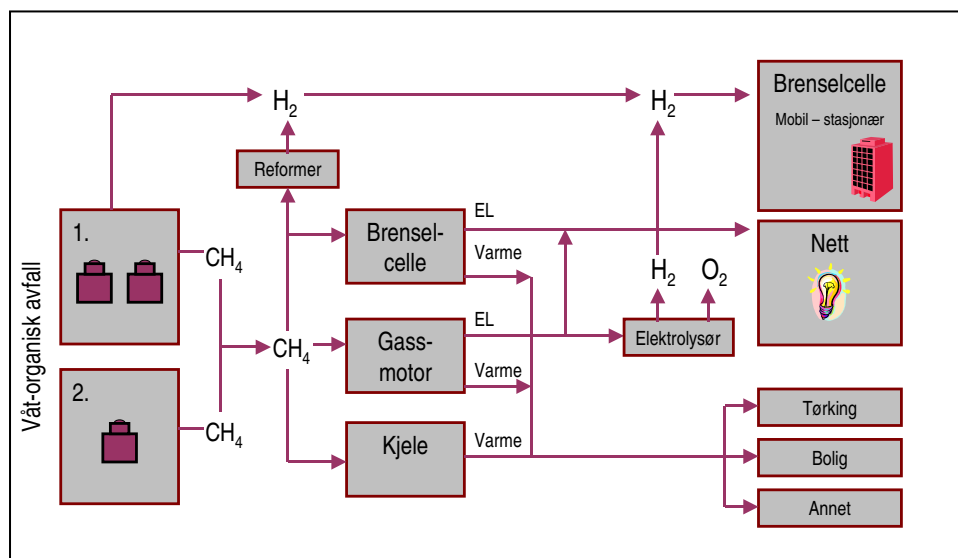 Våt-organisk avfall
1.
2.
CH₄
CH₄
CH₄
H₂
Reformer
Brensel-
celle
EL
Varme
Gass-
motor
EL
Varme
Kjele
Varme
H₂
H₂
O₂
Elektrolysør
Brenselcelle
Mobil – stasjonær
Nett
Tørking
Bolig
Annet